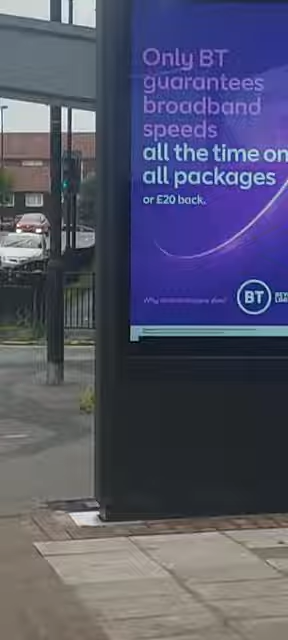 Only BT
guarantees
broadband
speeds
all the time on
all packages
or £20 back.
BT